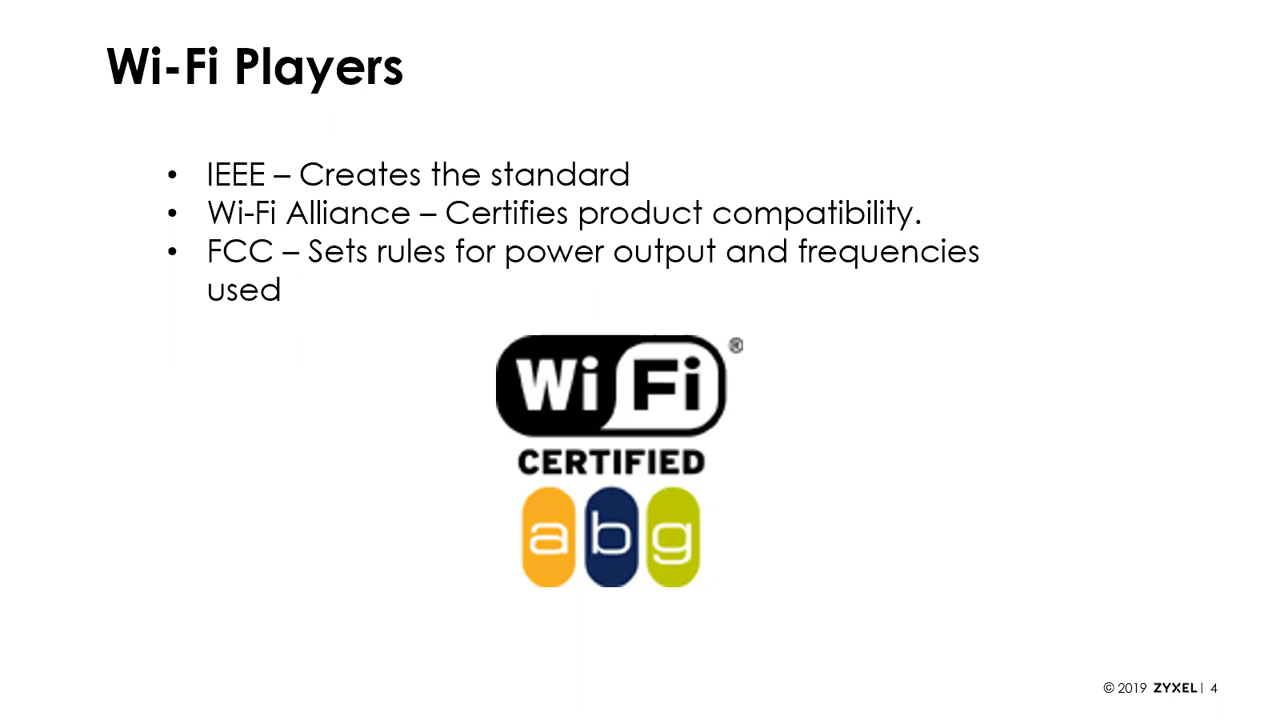 Wi-Fi Players
• IEEE – Creates the standard
• Wi-Fi Alliance – Certifies product compatibility.
• FCC – Sets rules for power output and frequencies
used
Wi Fi ®
CERTIFIED
a b g
© 2019 ZYXEL | 4